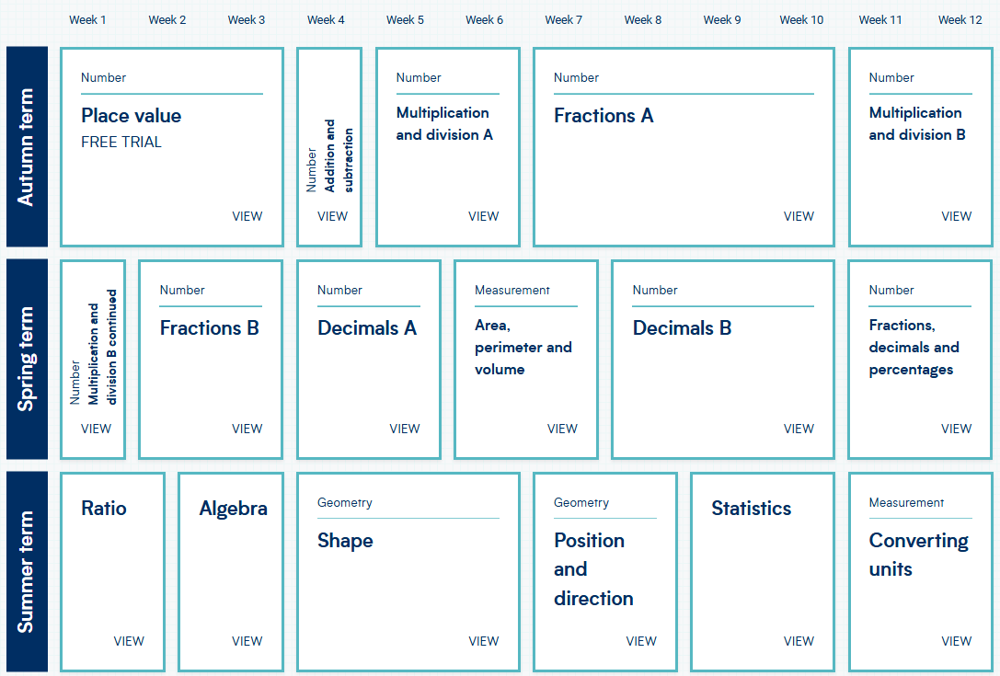 Week 1 Week 2 Week 3 Week 4 Week 5 Week 6 Week 7 Week 8 Week 9 Week 10 Week 11 Week 12
Autumn term
Number
Place value
FREE TRIAL
VIEW
Number
Addition and
subtraction
VIEW
Number
Multiplication
and division A
VIEW
Number
Fractions A
VIEW
Number
Multiplication
and division B
VIEW
Spring term
Number
Multiplication and
division B continued
VIEW
Number
Fractions B
VIEW
Number
Decimals A
VIEW
Measurement
Area,
perimeter and
volume
VIEW
Number
Decimals B
VIEW
Number
Fractions,
decimals and
percentages
VIEW
Summer term
Ratio
VIEW
Algebra
VIEW
Geometry
Shape
VIEW
Geometry
Position
and
direction
VIEW
Statistics
VIEW
Measurement
Converting
units
VIEW